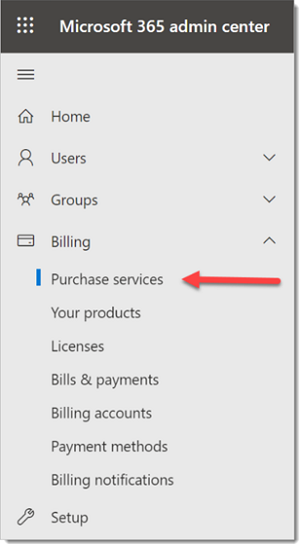 Microsoft 365 admin center
Home
Users
Groups
Billing
Purchase services
Your products
Licenses
Bills & payments
Billing accounts
Payment methods
Billing notifications
Setup